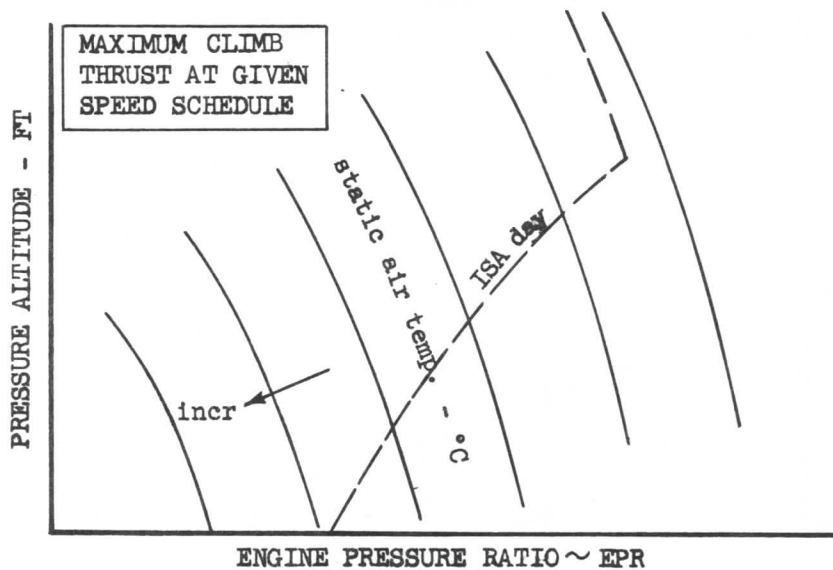 MAXIMUM CLIMB
THRUST AT GIVEN
SPEED SCHEDULE
PRESSURE ALTITUDE - FT
static air temp. - °C
ISA day
incr
ENGINE PRESSURE RATIO ~ EPR